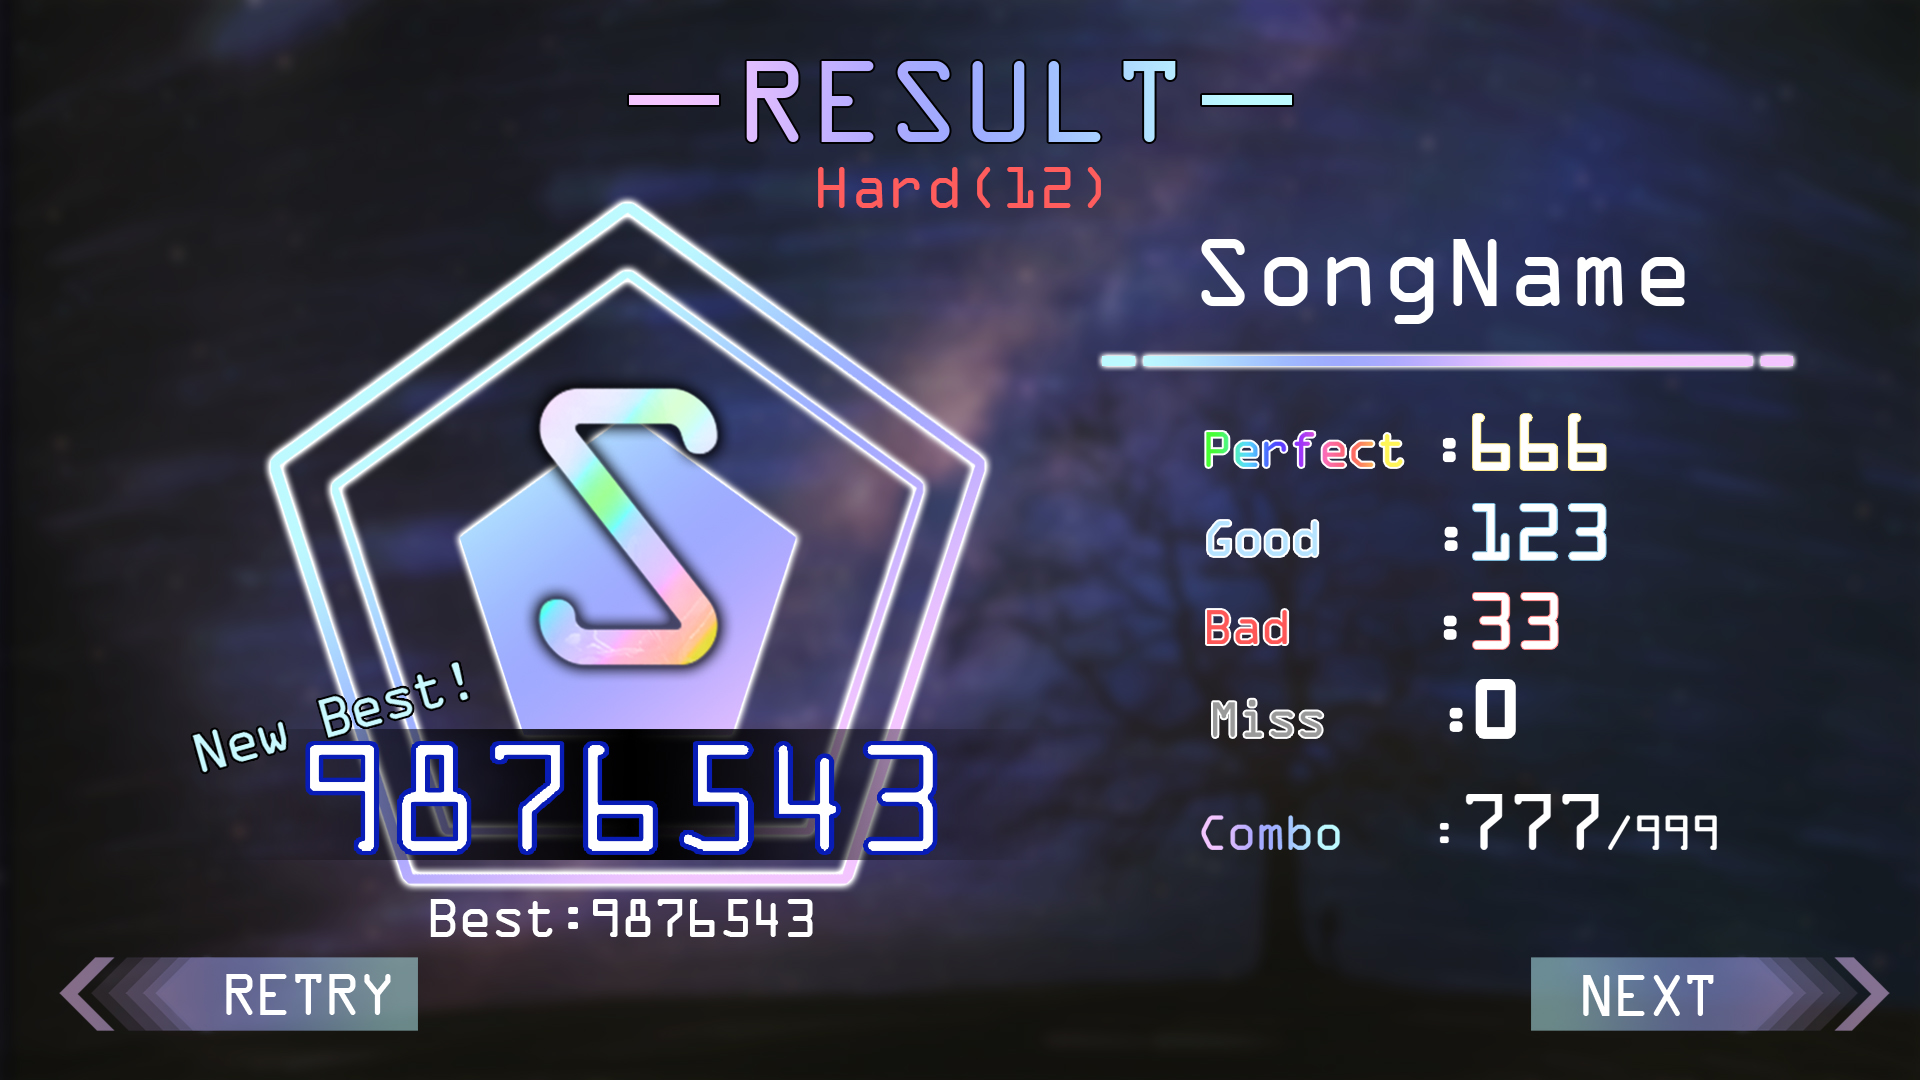 RESULT
Hard(12)
SongName
S
Perfect :666
Good :123
Bad :33
Miss :0
Combo :777/999
New Best!
9876543
Best:9876543
RETRY
NEXT